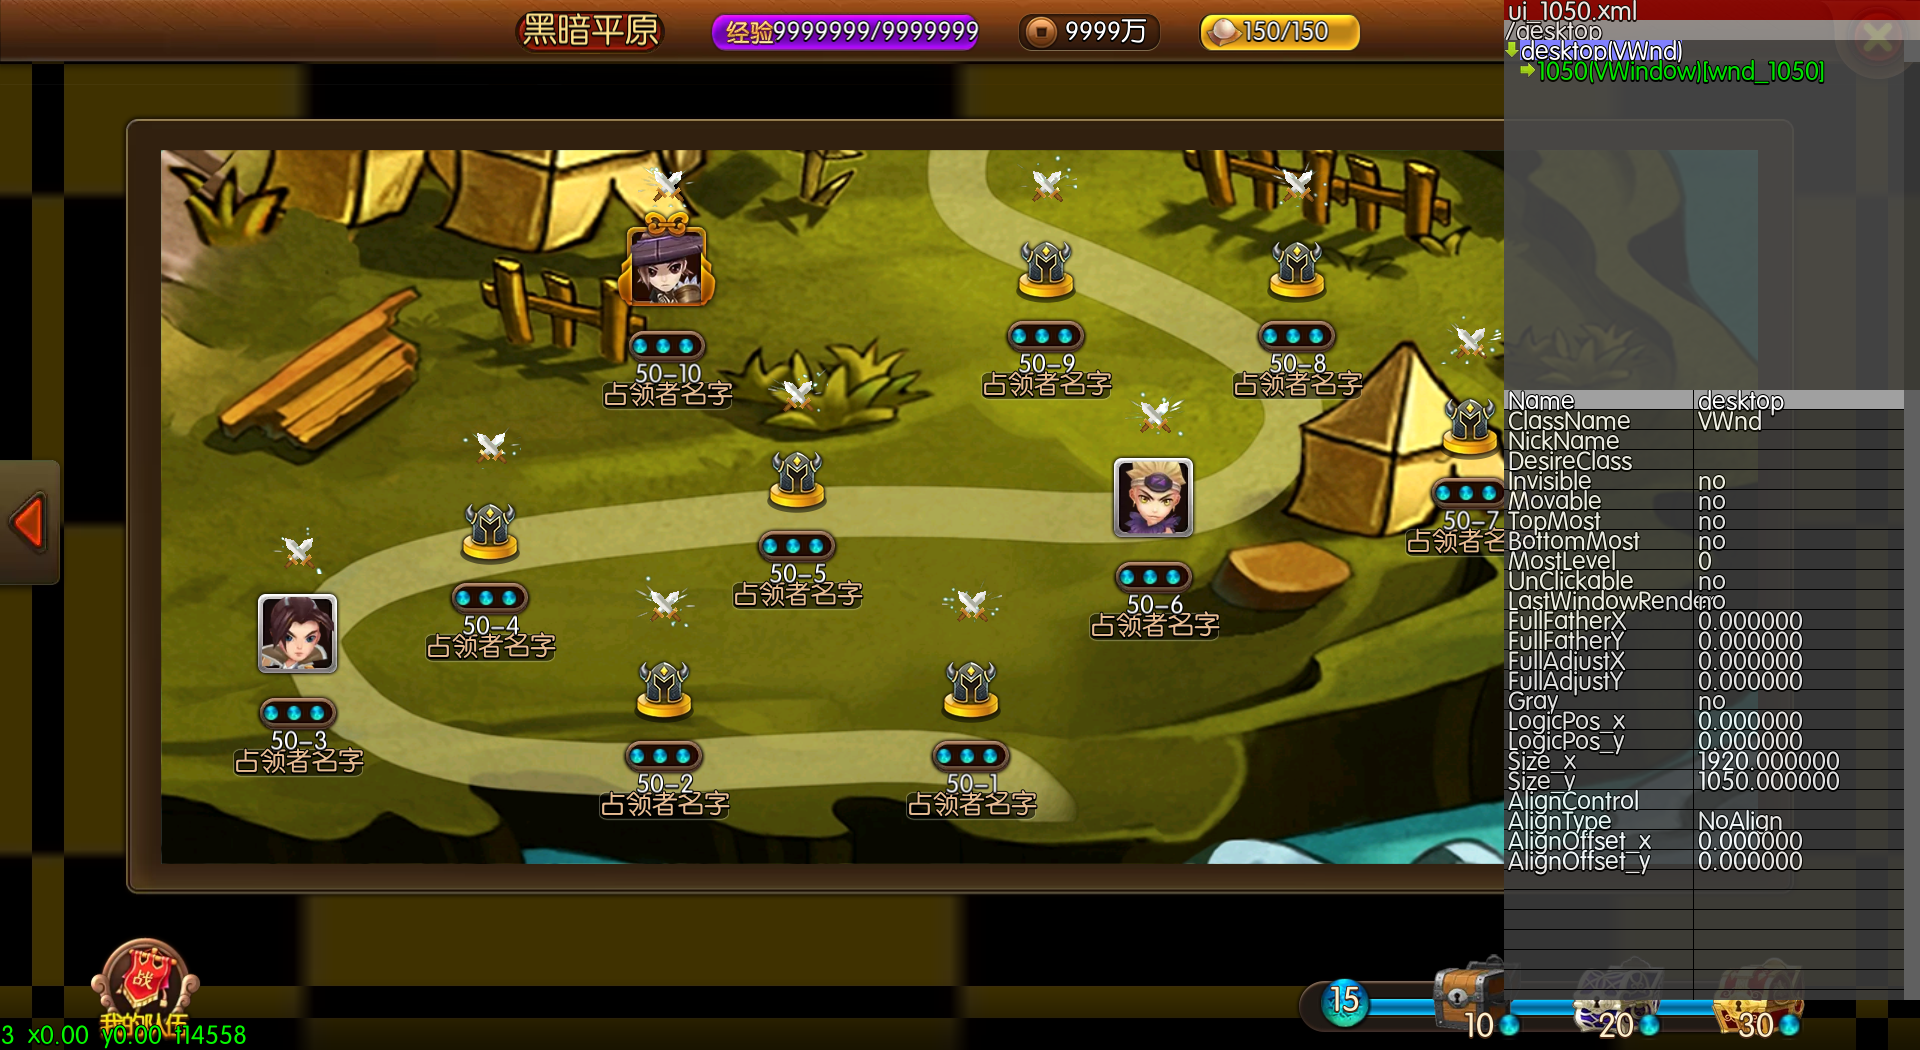 黑暗平原
经验9999999/9999999
9999万
150/150
ui_1050.xml
/desktop
desktop(VWnd)
1050(VWindow)[wnd_1050]
50-10
占领者名字
50-9
占领者名字
50-8
占领者名字
50-7
占领者名
50-6
占领者名字
50-5
占领者名字
50-4
占领者名字
50-3
占领者名字
50-2
占领者名字
50-1
占领者名字
Name desktop
ClassName VWnd
NickName
DesireClass
Invisible no
Movable no
TopMost no
BottomMost no
MostLevel 0
UnClickable no
LastWindowRender no
FullFatherX 0.000000
FullFatherY 0.000000
FullAdjustX 0.000000
FullAdjustY 0.000000
Gray no
LogicPos_x 0.000000
LogicPos_y 0.000000
Size_x 1920.000000
Size_y 1050.000000
AlignControl
AlignType NoAlign
AlignOffset_x 0.000000
AlignOffset_y 0.000000
战
我的队伍
3 x0.00 y0.00 f14558
15
10
20
30